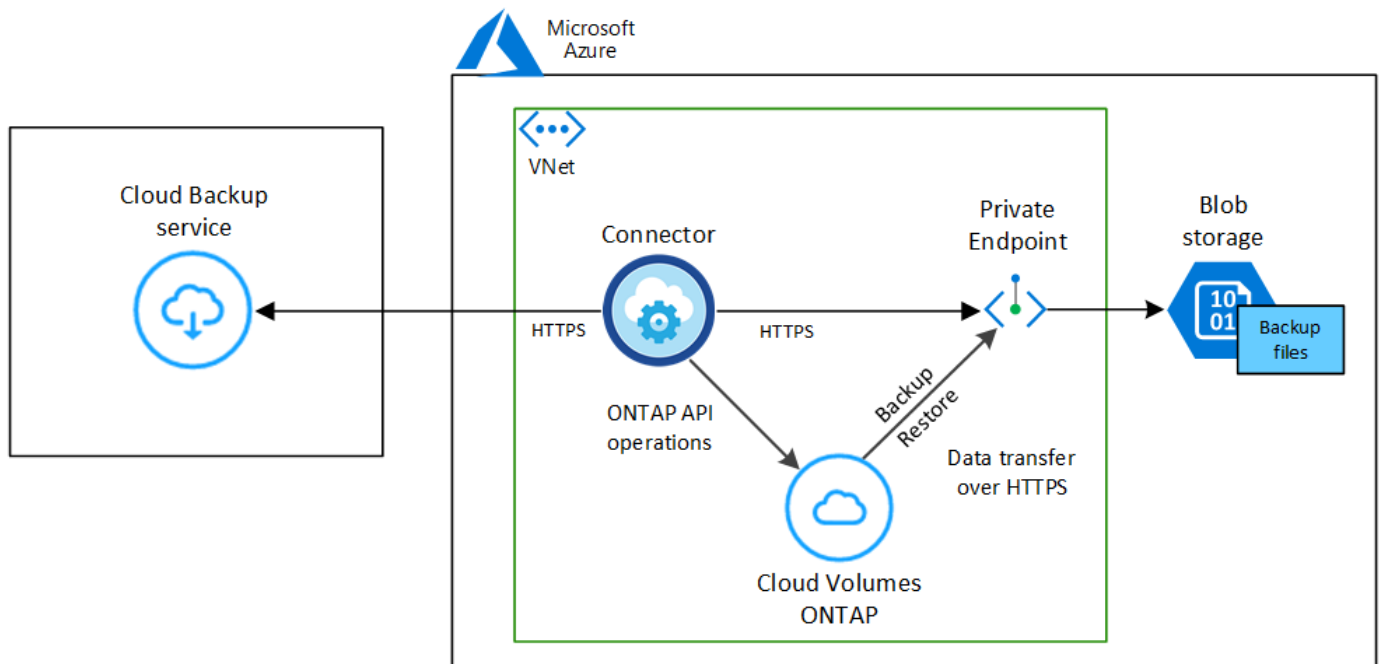 Microsoft
Azure
VNet
Cloud Backup
service
Connector
Private
Endpoint
Blob
storage
HTTPS
HTTPS
10
01
Backup
files
ONTAP API
operations
Backup
Restore
Data transfer
over HTTPS
Cloud Volumes
ONTAP